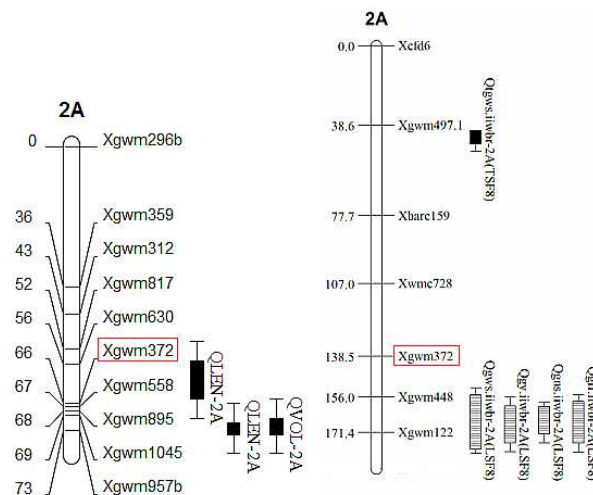 2A
0 Xgwm296b
36 Xgwm359
43 Xgwm312
52 Xgwm817
56 Xgwm630
66 Xgwm372
67 Xgwm558
68 Xgwm895
69 Xgwm1045
73 Xgwm957b
QLEN-2A
QLEN-2A
QVOL-2A
2A
0.0 Xcfd6
38.6 Xgwm497.1
77.7 Xbarc159
107.0 Xwmc728
138.5 Xgwm372
156.0 Xgwm448
171.4 Xgwm122
Qtgws.iiwbr-2A(TSF8)
Qgws.iiwbr-2A(LSF8)
Qgy.iiwbr-2A(LSF8)
Qgns.iiwbr-2A(LSF8)